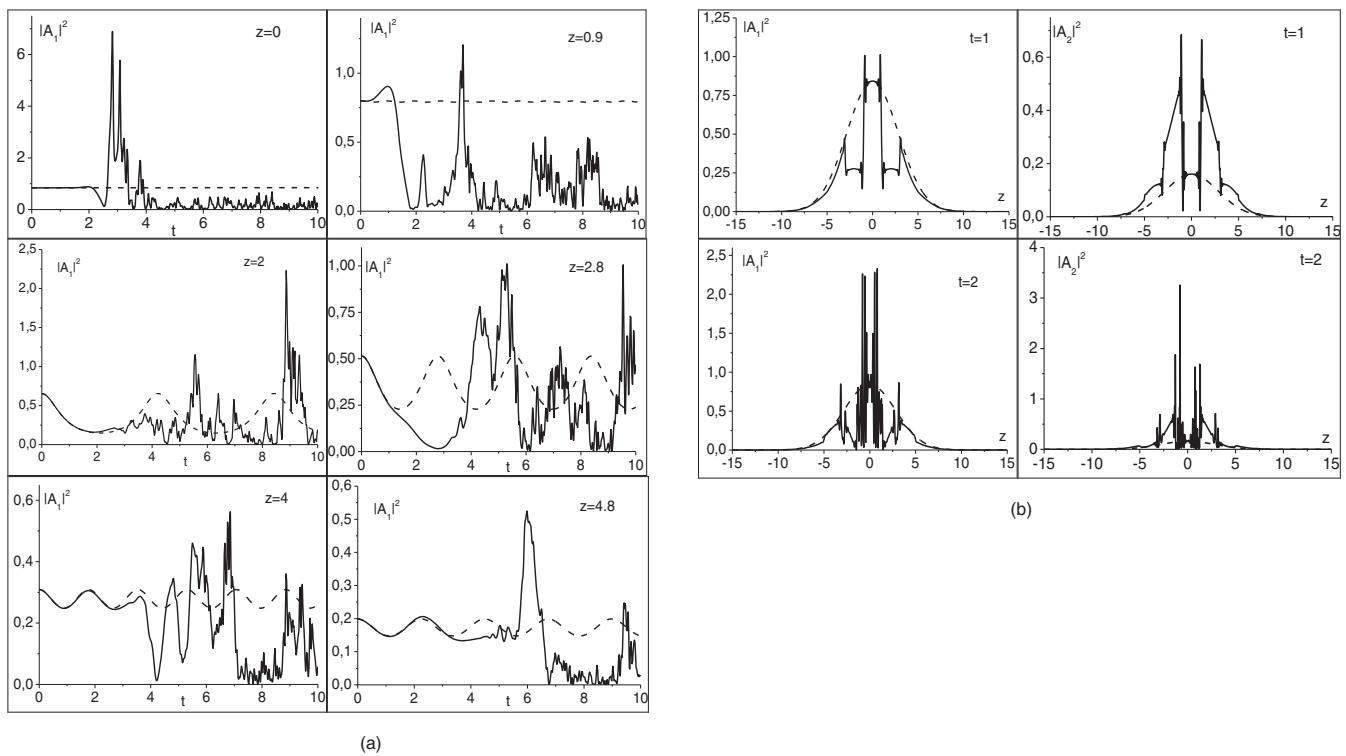 |A₁|²
z=0
6
4
2
0
0 2 4 6 8 10
t
|A₁|²
z=0.9
1,0
0,5
0,0
0 2 4 6 8 10
t
2,5
|A₁|²
z=2
2,0
1,5
1,0
0,5
0,0
0 2 4 6 8 10
t
1,00
|A₁|²
z=2.8
0,75
0,50
0,25
0,00
0 2 4 6 8 10
t
0,6
|A₁|²
z=4
0,4
0,2
0,0
0 2 4 6 8 10
t
0,6
|A₁|²
z=4.8
0,5
0,4
0,3
0,2
0,1
0,0
0 2 4 6 8 10
t
(a)
1,25
|A₁|²
t=1
1,00
0,75
0,50
0,25
0,00
z
-15 -10 -5 0 5 10 15
|A₂|²
t=1
0,6
0,4
0,2
0,0
z
-15 -10 -5 0 5 10 15
|A₁|²
t=2
2,5
2,0
1,5
1,0
0,5
0,0
z
-15 -10 -5 0 5 10 15
4
|A₂|²
t=2
3
2
1
0
z
-15 -10 -5 0 5 10 15
(b)